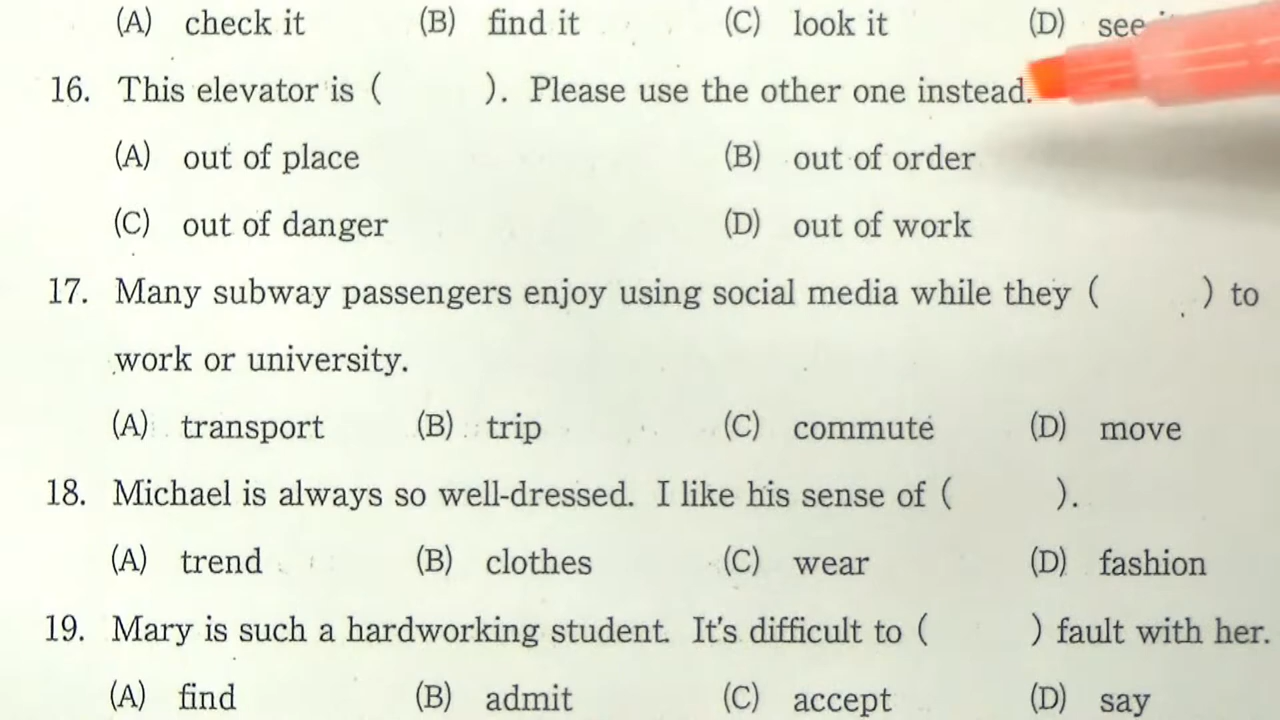 (A) check it (B) find it (C) look it (D) see
16. This elevator is ( ). Please use the other one instead.
(A) out of place (B) out of order
(C) out of danger (D) out of work
17. Many subway passengers enjoy using social media while they ( ) to
work or university.
(A) transport (B) trip (C) commute (D) move
18. Michael is always so well-dressed. I like his sense of ( ).
(A) trend (B) clothes (C) wear (D) fashion
19. Mary is such a hardworking student. It's difficult to ( ) fault with her.
(A) find (B) admit (C) accept (D) say